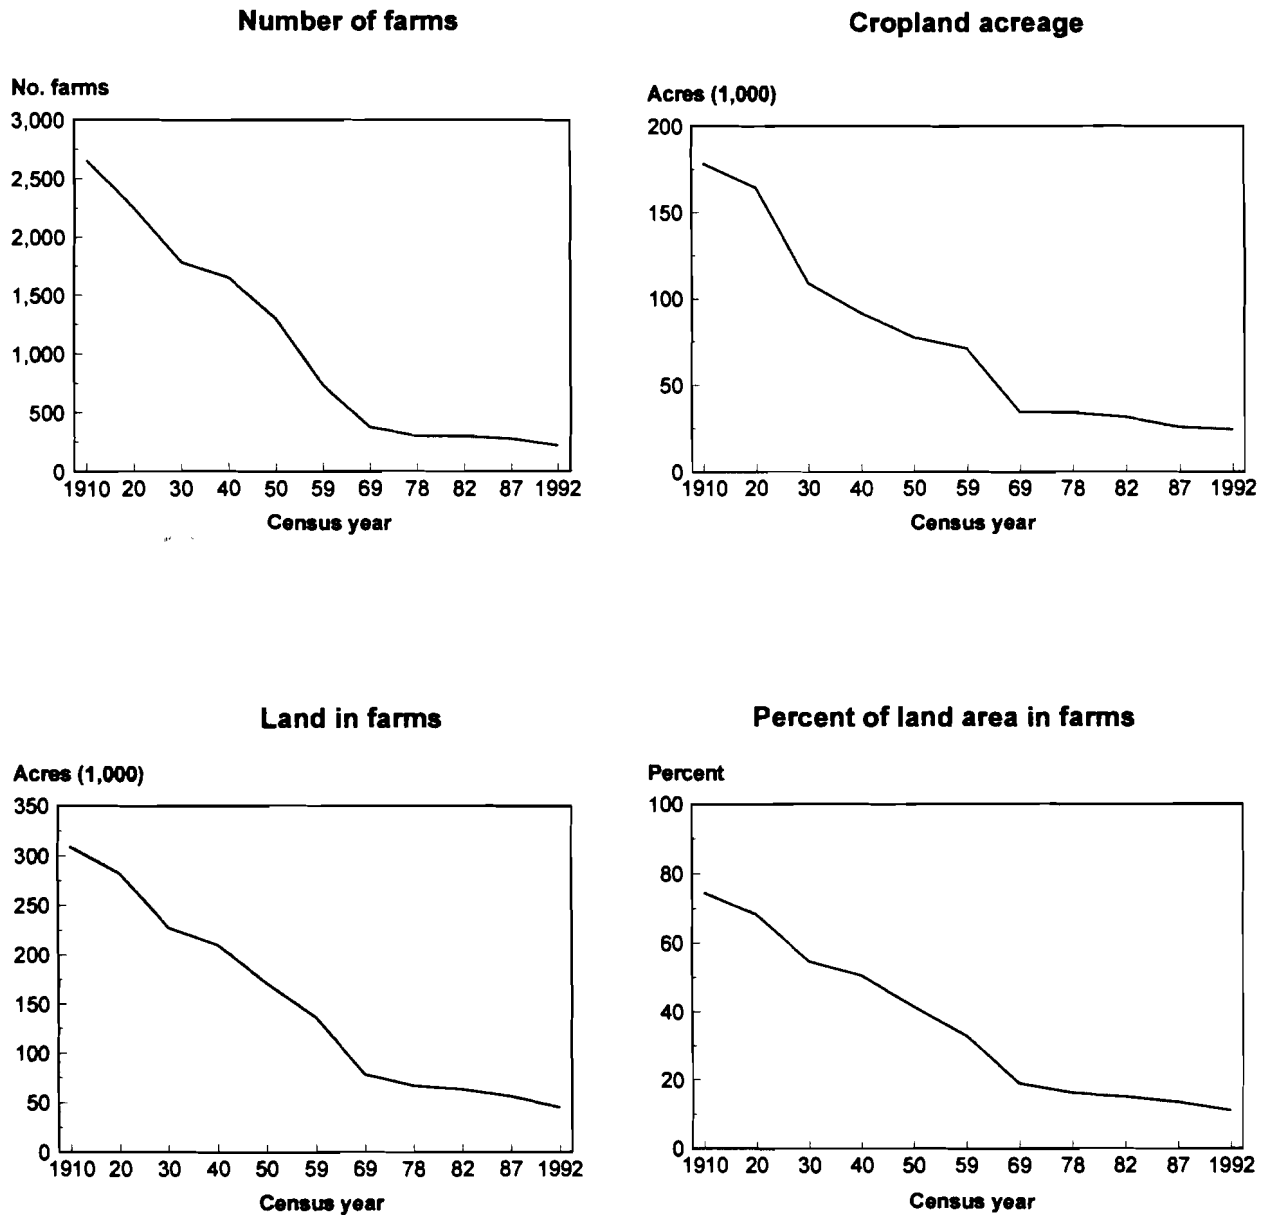 Number of farms
No. farms
3,000
2,500
2,000
1,500
1,000
500
0
1910 20 30 40 50 59 69 78 82 87 1992
Census year
Cropland acreage
Acres (1,000)
200
150
100
50
0
1910 20 30 40 50 59 69 78 82 87 1992
Census year
Land in farms
Acres (1,000)
350
300
250
200
150
100
50
0
1910 20 30 40 50 59 69 78 82 87 1992
Census year
Percent of land area in farms
Percent
100
80
60
40
20
0
1910 20 30 40 50 59 69 78 82 87 1992
Census year